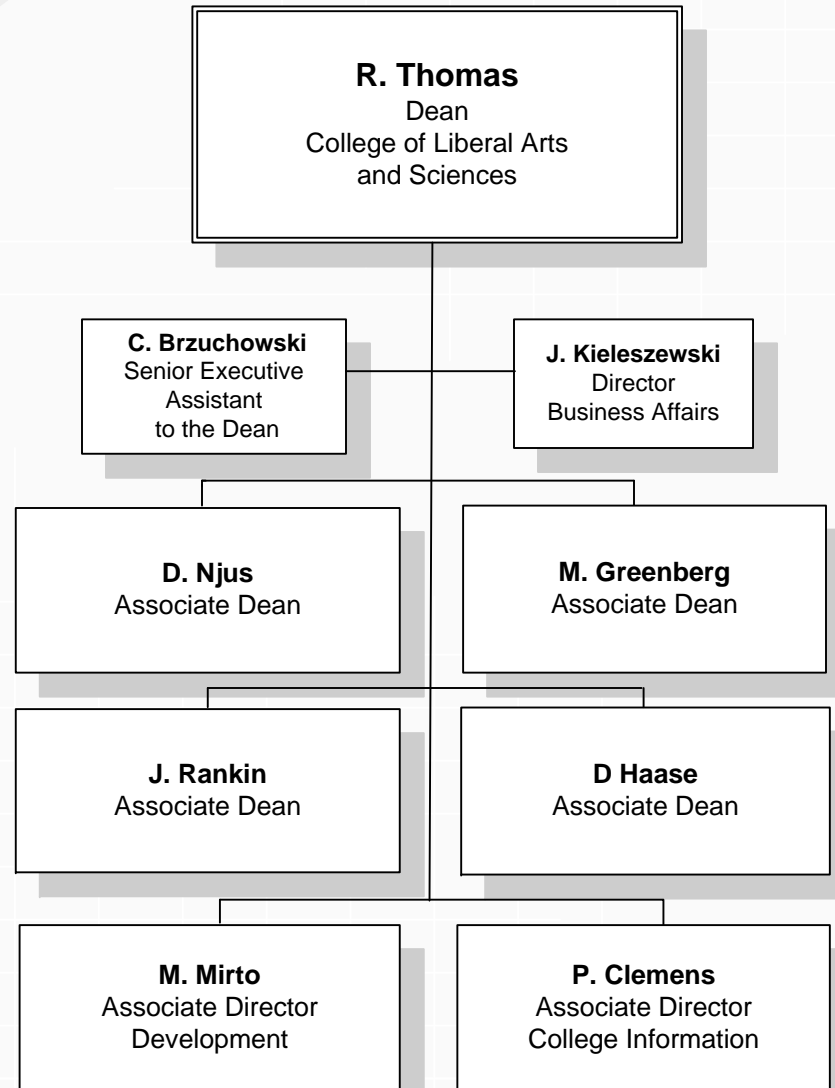 R. Thomas
Dean
College of Liberal Arts
and Sciences
C. Brzuchowski
Senior Executive
Assistant
to the Dean
J. Kieleszewski
Director
Business Affairs
D. Njus
Associate Dean
M. Greenberg
Associate Dean
J. Rankin
Associate Dean
D Haase
Associate Dean
M. Mirto
Associate Director
Development
P. Clemens
Associate Director
College Information